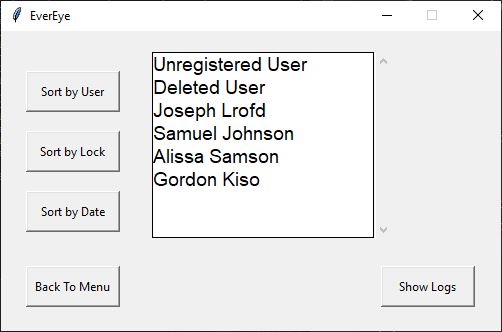 EverEye
Sort by User
Sort by Lock
Sort by Date
Back To Menu
Unregistered User
Deleted User
Joseph Lrofd
Samuel Johnson
Alissa Samson
Gordon Kiso
Show Logs